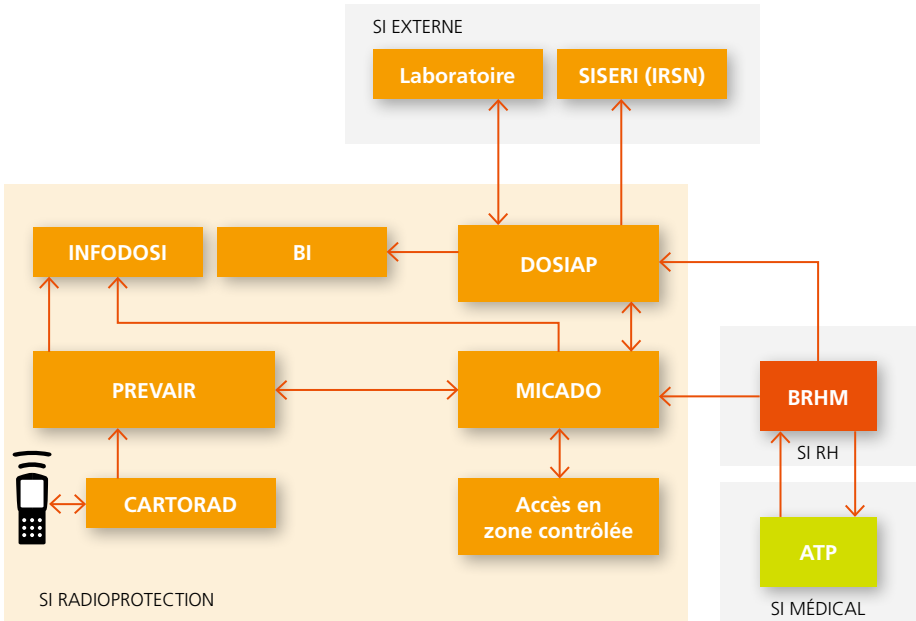 SI EXTERNE
Laboratoire
SISERI (IRSN)
INFODOSI
BI
DOSIAP
PREVAIR
MICADO
BRHM
SI RH
CARTORAD
Accès en
zone contrôlée
ATP
SI RADIOPROTECTION
SI MÉDICAL